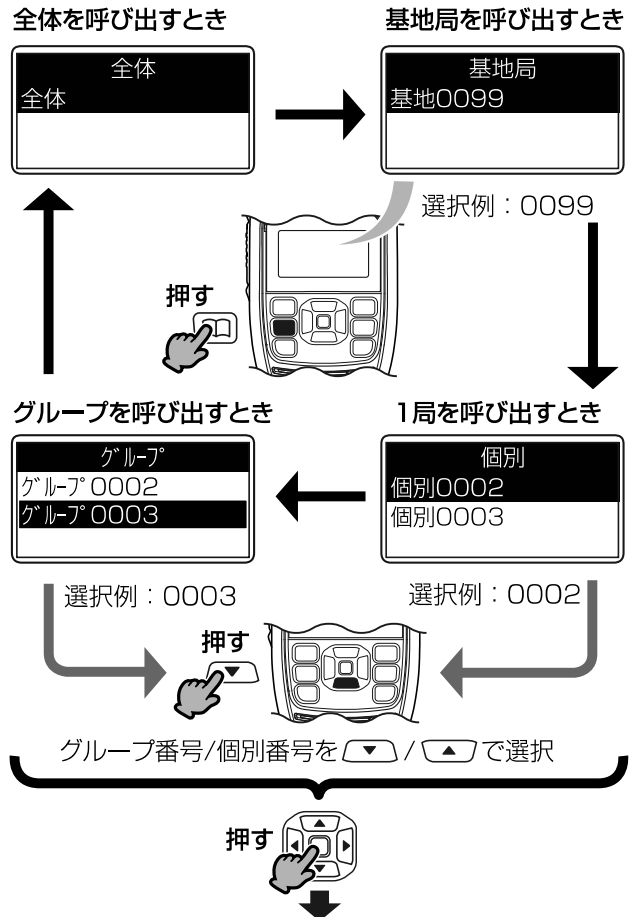 全体を呼び出すとき
基地局を呼び出すとき
全体
全体
基地局
基地0099
選択例：0099
押す
グループを呼び出すとき
1局を呼び出すとき
ｸﾞﾙｰﾌﾟ
ｸﾞﾙｰﾌﾟ0002
ｸﾞﾙｰﾌﾟ0003
個別
個別0002
個別0003
選択例：0003
選択例：0002
押す
グループ番号/個別番号を▼/▲で選択
押す